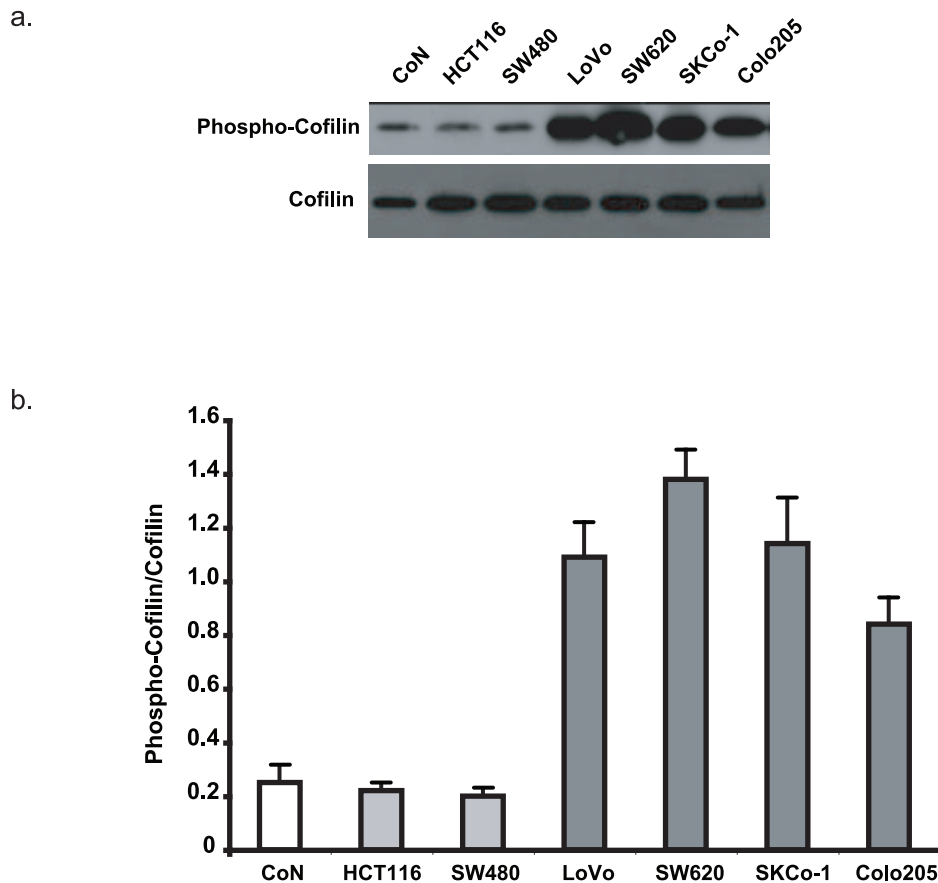 a.
CoN HCT116 SW480 LoVo SW620 SKCo-1 Colo205
Phospho-Cofilin
Cofilin
b.
Phospho-Cofilin/Cofilin
1.6
1.4
1.2
1.0
0.8
0.6
0.4
0.2
0
CoN HCT116 SW480 LoVo SW620 SKCo-1 Colo205